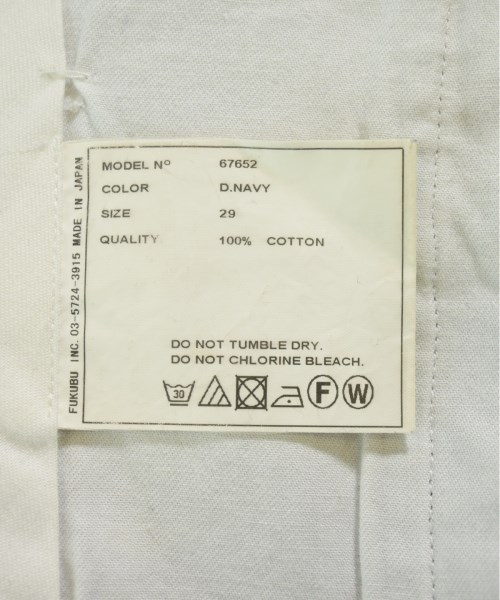 MODEL Nº 67652
COLOR D.NAVY
SIZE 29
QUALITY 100% COTTON
DO NOT TUMBLE DRY.
DO NOT CHLORINE BLEACH.
30 F W
FUKUBU INC. 03-5724-3915 MADE IN JAPAN